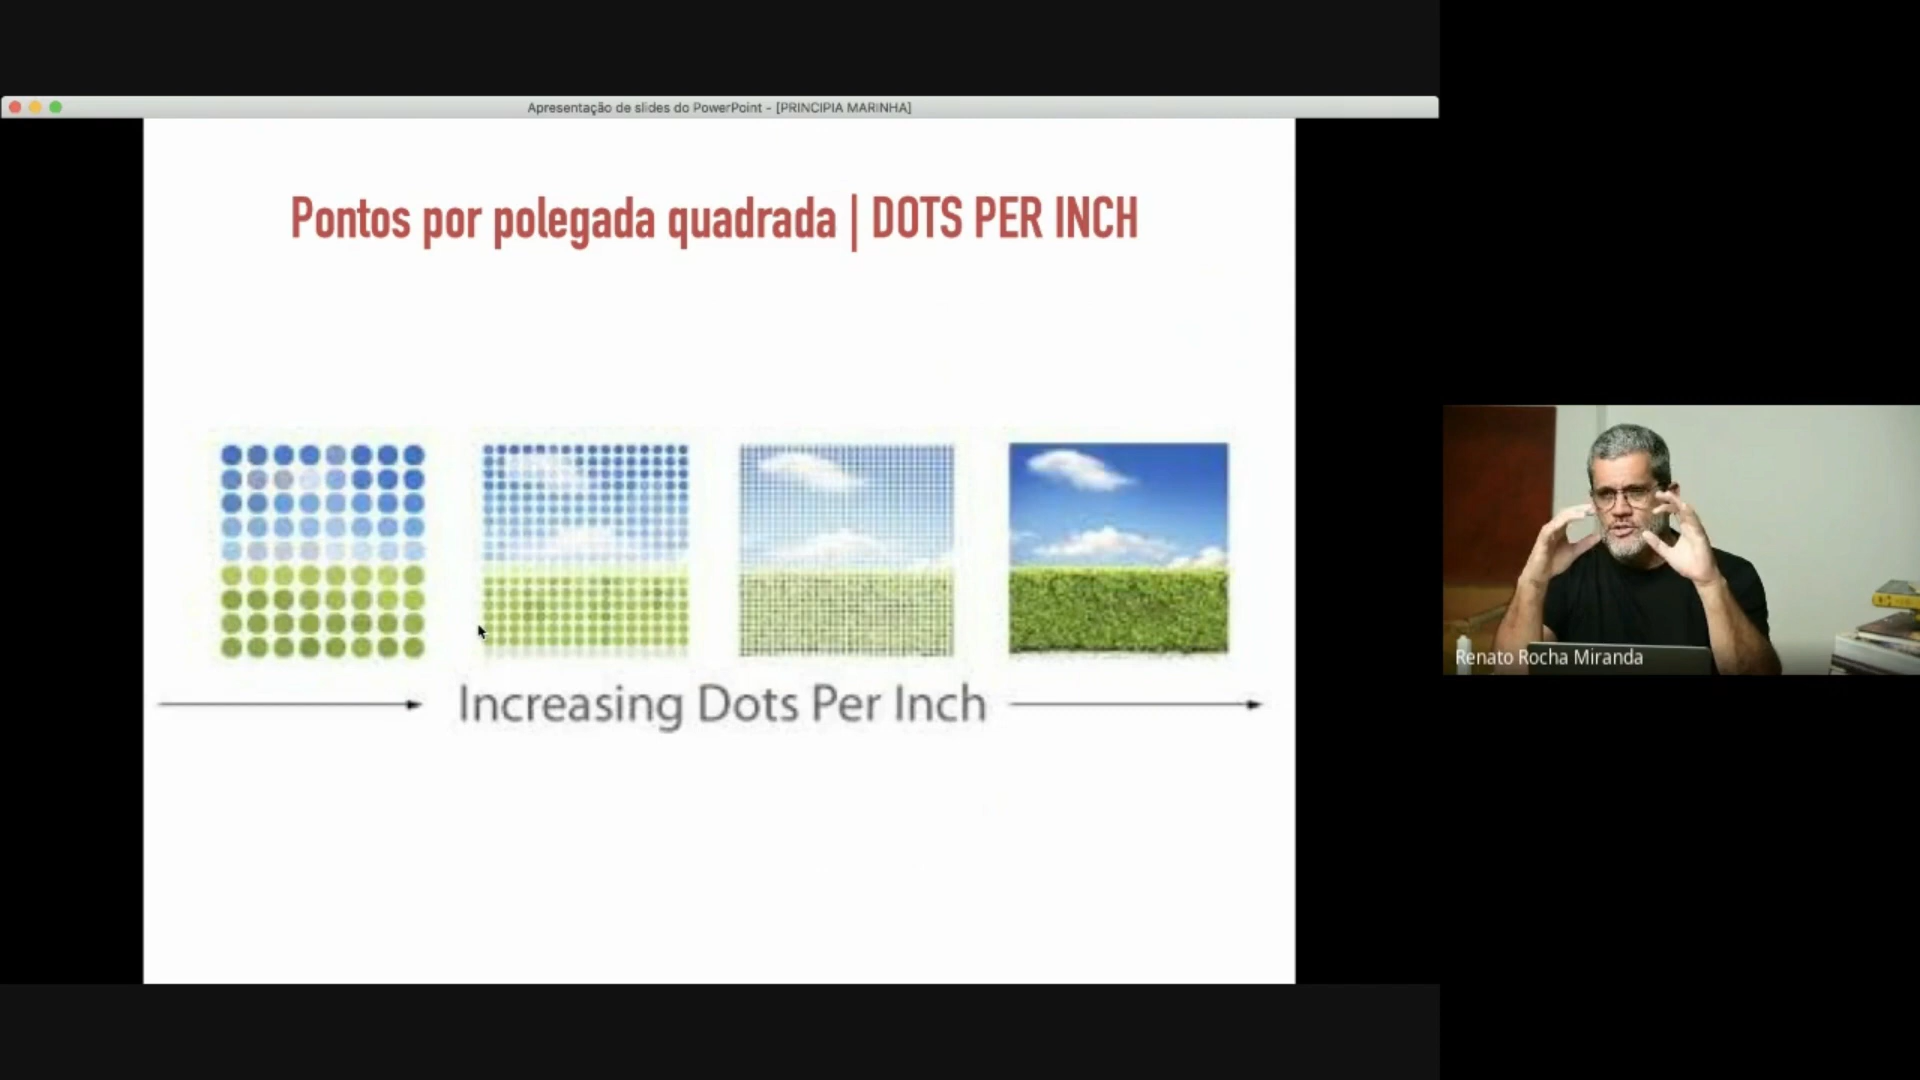 Apresentação de slides do PowerPoint - [PRINCIPIA MARINHA]
Pontos por polegada quadrada | DOTS PER INCH
Increasing Dots Per Inch
Renato Rocha Miranda